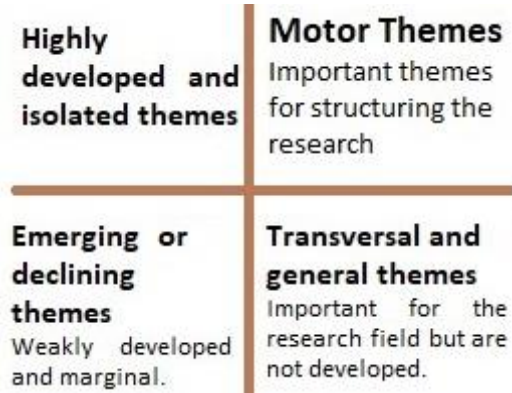 Highly
developed and
isolated themes
Motor Themes
Important themes
for structuring the
research
Emerging or
declining
themes
Weakly developed
and marginal.
Transversal and
general themes
Important for the
research field but are
not developed.